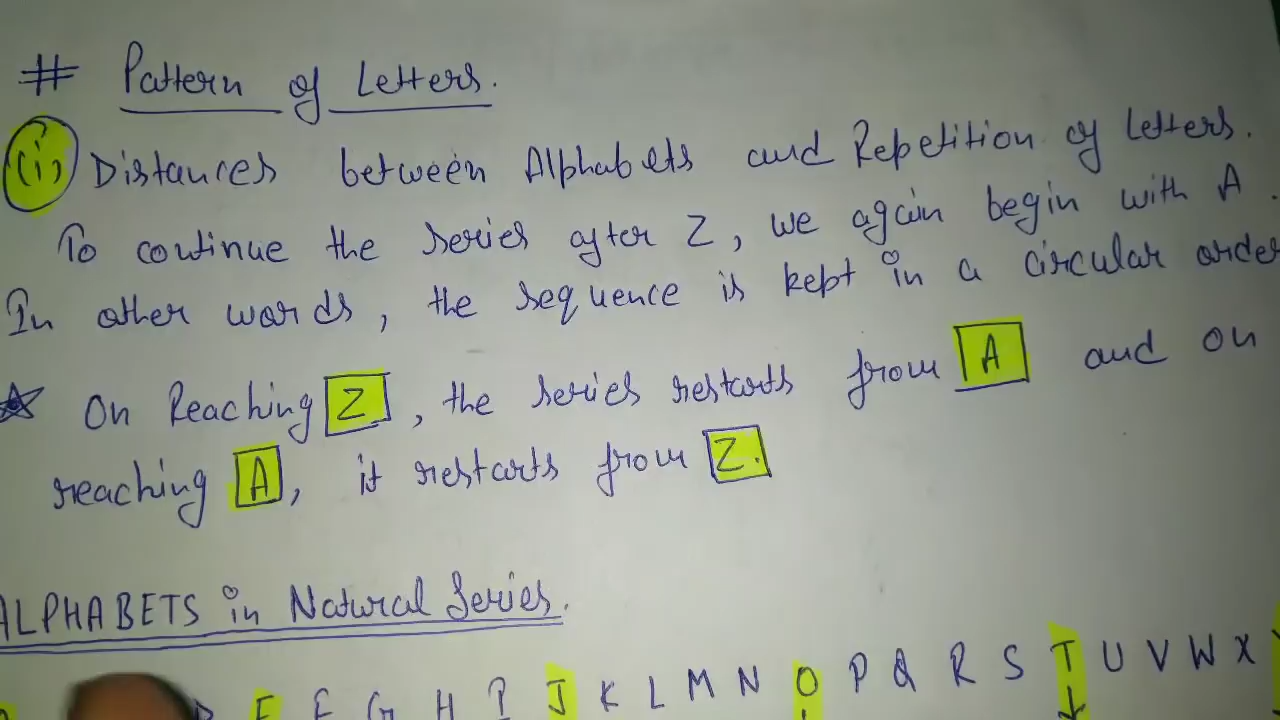 # Pattern of Letters.
(i) Distances between Alphabets and Repetition of Letters.
To continue the series after Z, we again begin with A.
In other words, the sequence is kept in a circular order
☆ On Reaching Z, the series restarts from A and on
reaching A, it restarts from Z.
ALPHABETS in Natural Series.
E F G H I J K L M N O P Q R S T U V W X